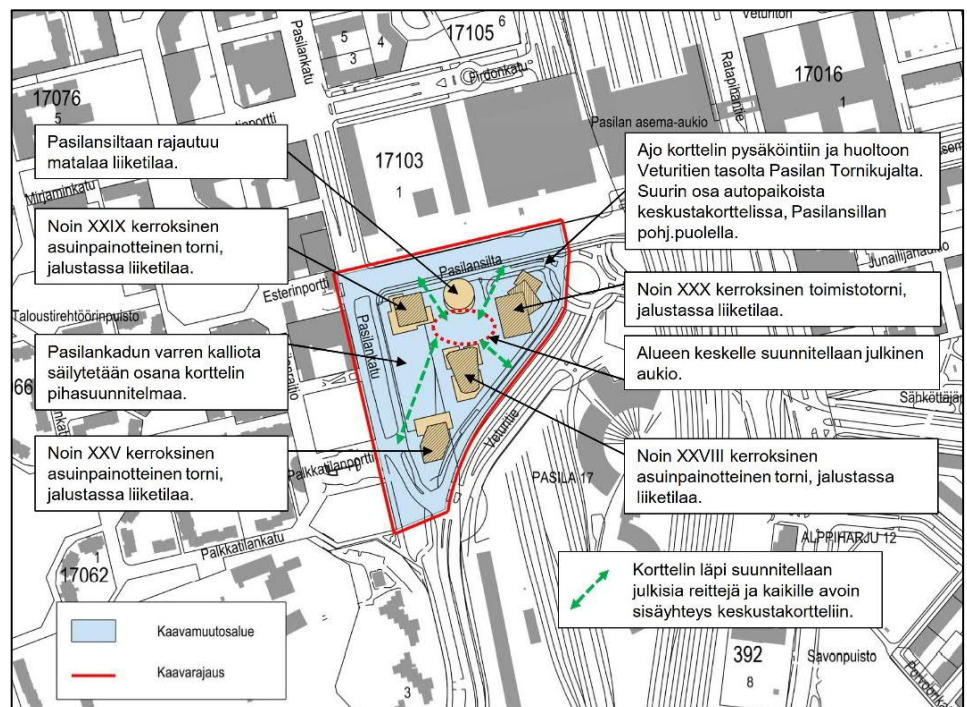 Veturitori
17105
6
5
4
3
Pasilankatu
Firdonkatu
Ratapihantie
17016
1
17076
5
Pasilan asema-aukio
Pasilansiltaan rajautuu
matalaa liiketilaa.
17103
1
Ajo korttelin pysäköintiin ja huoltoon
Veturitien tasolta Pasilan Tornikujalta.
Suurin osa autopaikoista
keskustakorttelissa, Pasilansillan
pohj.puolella.
Mirjaminkatu
Noin XXIX kerroksinen
asuinpainotteinen torni,
jalustassa liiketilaa.
Pasilansilta
Junailijanaukio
Esterinportti
Noin XXX kerroksinen toimistotorni,
jalustassa liiketilaa.
Taloustirehtöörinpuisto
Pasilankatu
Pasilankadun varren kalliota
säilytetään osana korttelin
pihasuunnitelmaa.
Alueen keskelle suunnitellaan julkinen
aukio.
Veturitie
Noin XXV kerroksinen
asuinpainotteinen torni,
jalustassa liiketilaa.
Palkkatilanportti
PASILA 17
Noin XXVIII kerroksinen
asuinpainotteinen torni, jalustassa
liiketilaa.
Palkkatilankatu
ALPPIHARJU 12
1
17062
Korttelin läpi suunnitellaan
julkisia reittejä ja kaikille avoin
sisäyhteys keskustakortteliin.
Kaavamuutosalue
Kaavarajaus
392
8
Savonpuisto
3